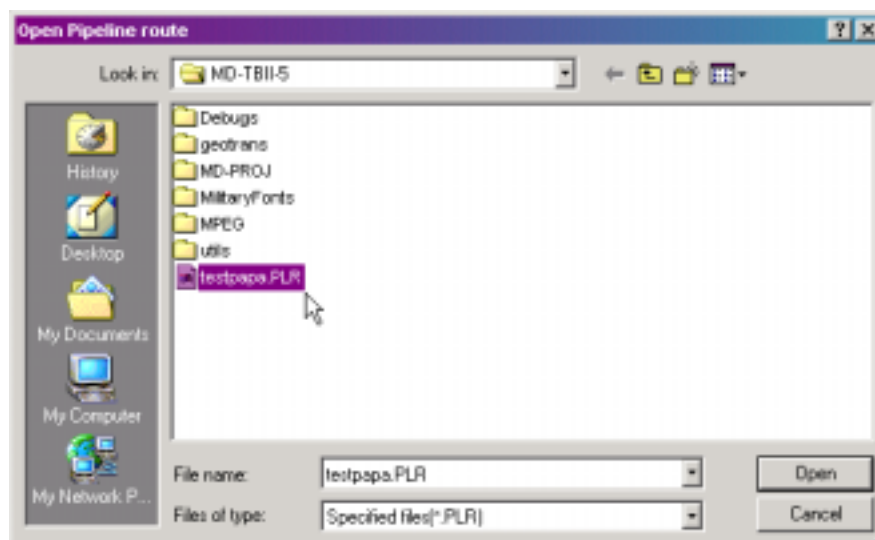 Open Pipeline route
Look in: MD-TBII-5
History
Desktop
My Documents
My Computer
My Network P...
Debugs
geotrans
MD-PROJ
MilitaryFonts
MPEG
utils
testpapa.PLR
File name: testpapa.PLR Open
Files of type: Specified files(*.PLR) Cancel